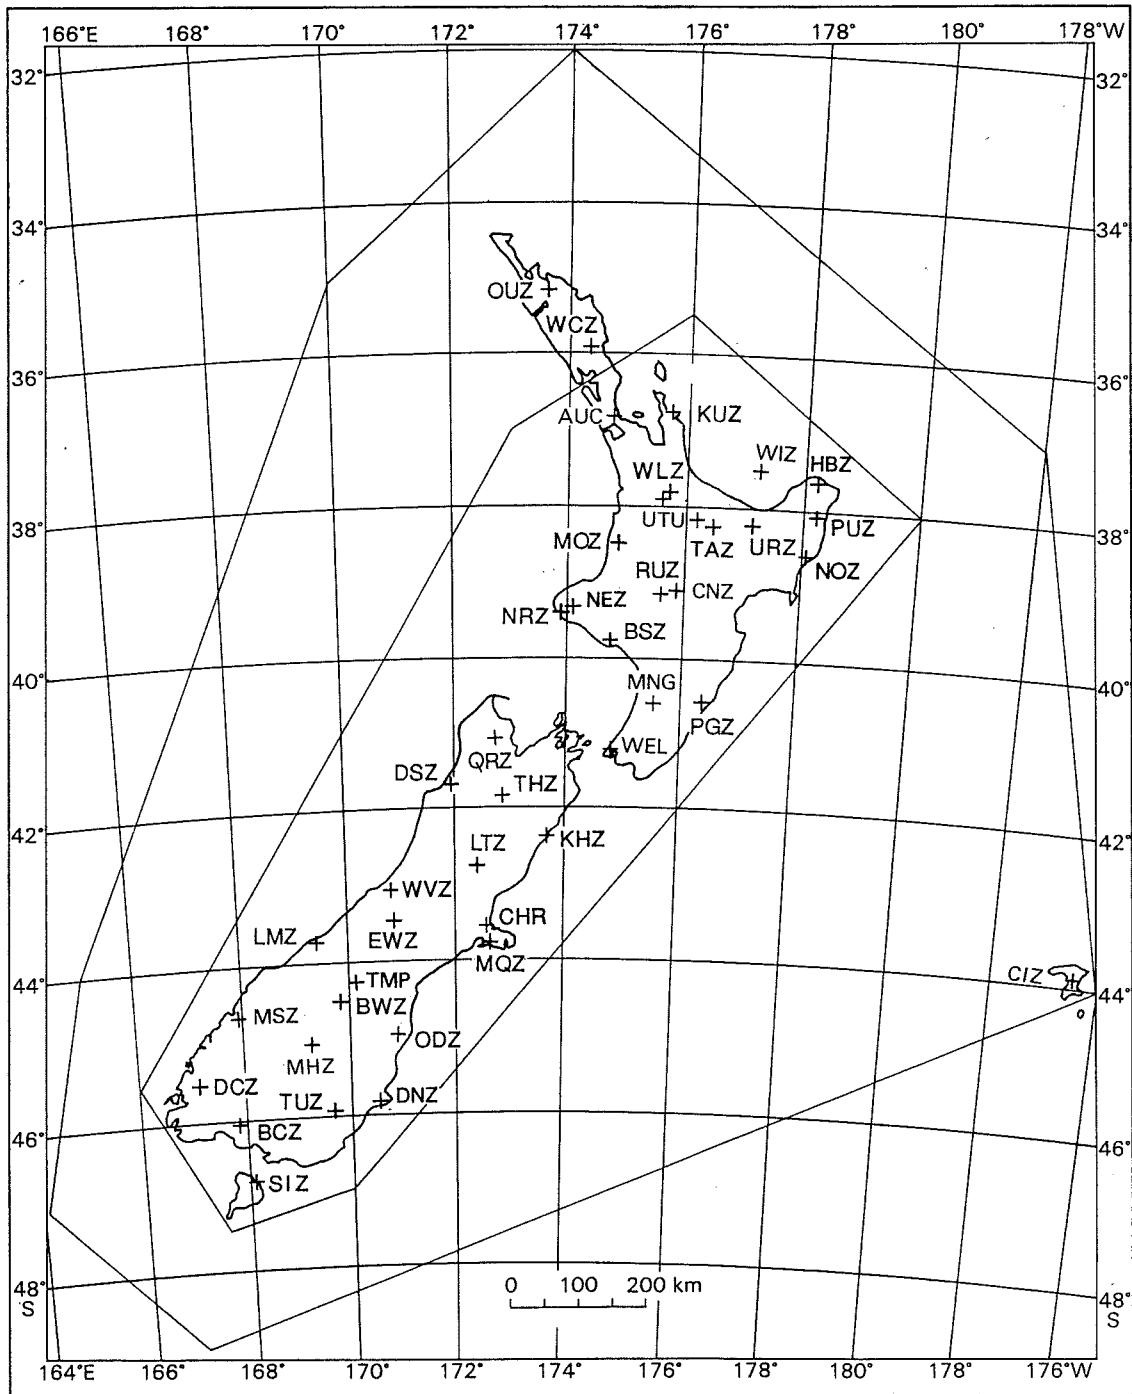 166°E 168° 170° 172° 174° 176° 178° 180° 178°W
32° 32°
34° 34°
OUZ
WCZ
36° 36°
AUC KUZ
WIZ
WLZ HBZ
UTU PUZ
38° 38°
MOZ TAZ URZ
RUZ NOZ
CNZ
NRZ NEZ
BSZ
40° 40°
MNG
PGZ
QRZ WEL
DSZ THZ
42° 42°
LTZ KHZ
WVZ
CHR
LMZ EWZ
MQZ
CIZ
44° TMP 44°
BWZ
MSZ
ODZ
MHZ
DCZ TUZ DNZ
46° BCZ 46°
SIZ
0 100 200 km
48° 48°
S S
164°E 166° 168° 170° 172° 174° 176° 178° 180° 178° 176°W